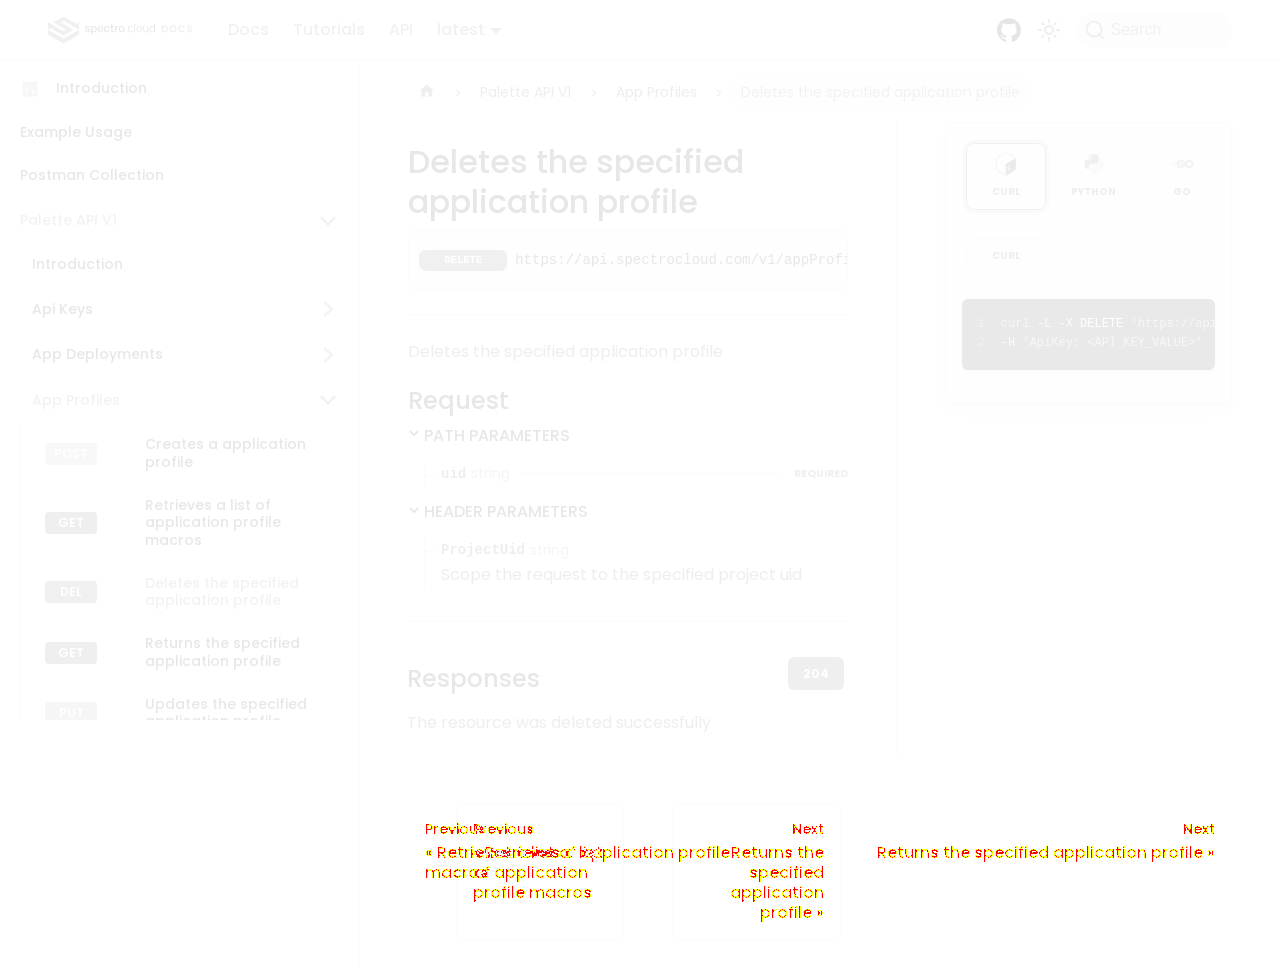 spectro cloud DOCS
Docs
Tutorials
API
latest
Search
Introduction
Example Usage
Postman Collection
Palette API V1
Introduction
Api Keys
App Deployments
App Profiles
POST
Creates a application
profile
GET
Retrieves a list of
application profile
macros
DEL
Deletes the specified
application profile
GET
Returns the specified
application profile
PUT
Updates the specified
Palette API V1
App Profiles
Deletes the specified application profile
Deletes the specified
application profile
DELETE https://api.spectrocloud.com/v1/appProfi
Deletes the specified application profile
Request
PATH PARAMETERS
uid string REQUIRED
HEADER PARAMETERS
ProjectUid string
Scope the request to the specified project uid
Responses
204
The resource was deleted successfully
CURL
PYTHON
GO
CURL
1 curl -L -X DELETE 'https://api
2 -H 'ApiKey: <API_KEY_VALUE>'
Previous
Previous
application profile
macros
of application
profile macros
Next
Returns the
specified
application
profile »
Next
Returns the specified application profile »